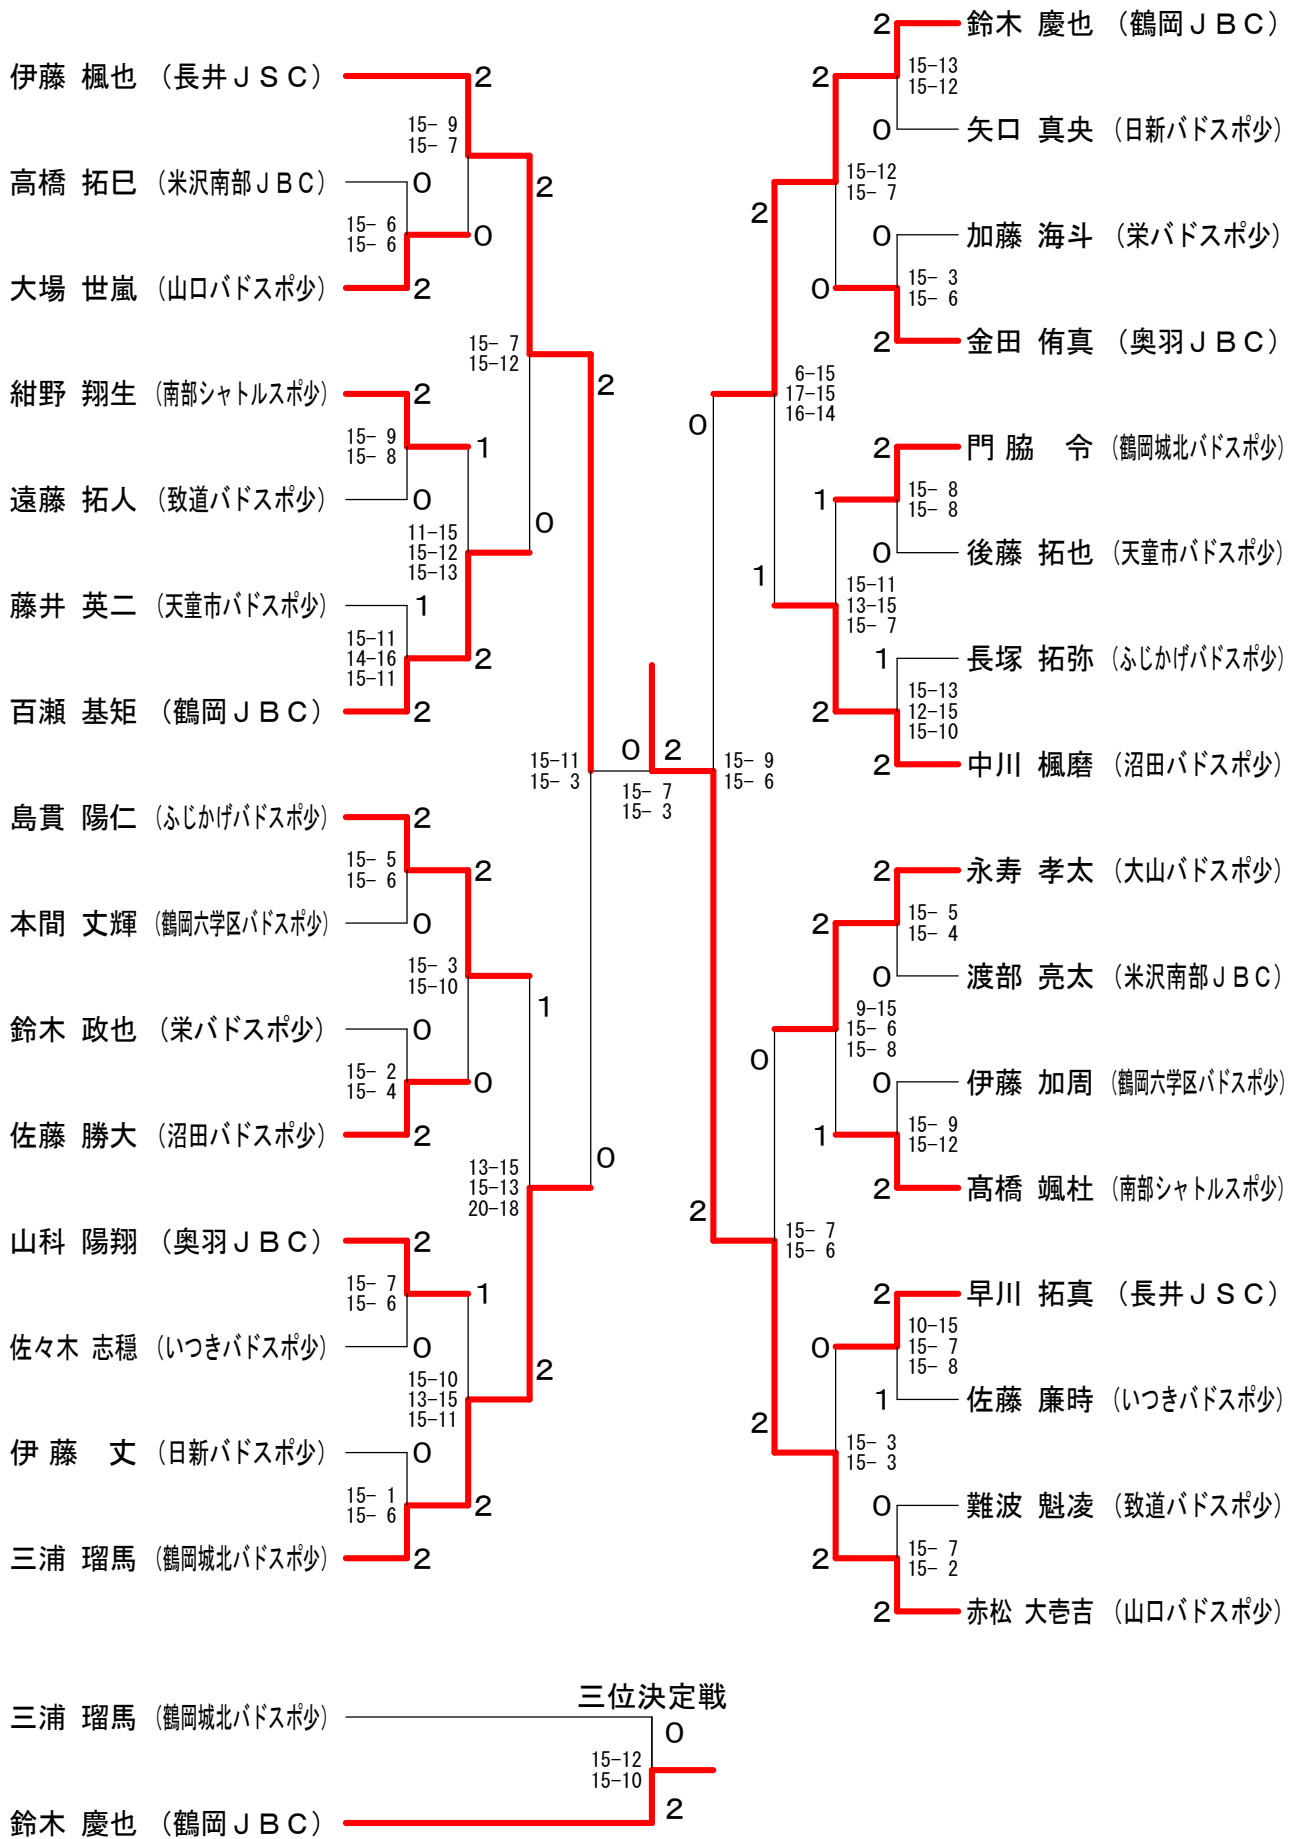 伊藤 楓也 （長井ＪＳＣ） 2
15- 9
15- 7
高橋 拓巳 （米沢南部ＪＢＣ） 0
2
15- 6
15- 6
0
大場 世嵐 （山口バドスポ少） 2
15- 7
15-12
2
紺野 翔生 （南部シャトルスポ少） 2
15- 9
15- 8
1
遠藤 拓人 （致道バドスポ少） 0
0
11-15
15-12
15-13
藤井 英二 （天童市バドスポ少） 1
15-11
14-16
15-11
2
百瀬 基矩 （鶴岡ＪＢＣ） 2
15-11
15- 3
島貫 陽仁 （ふじかげバドスポ少） 2
15- 5
15- 6
2
本間 丈輝 （鶴岡六学区バドスポ少） 0
15- 3
15-10
1
鈴木 政也 （栄バドスポ少） 0
15- 2
15- 4
0
佐藤 勝大 （沼田バドスポ少） 2
0
13-15
15-13
20-18
山科 陽翔 （奥羽ＪＢＣ） 2
15- 7
15- 6
1
佐々木 志穏 （いつきバドスポ少） 0
2
15-10
13-15
15-11
伊 藤 丈 （日新バドスポ少） 0
15- 1
15- 6
2
三浦 瑠馬 （鶴岡城北バドスポ少） 2
0 2
15- 7
15- 3
2 鈴木 慶也 （鶴岡ＪＢＣ）
2
15-13
15-12
0 矢口 真央 （日新バドスポ少）
15-12
15- 7
2
0 加藤 海斗 （栄バドスポ少）
0
15- 3
15- 6
2 金田 侑真 （奥羽ＪＢＣ）
6-15
17-15
16-14
0
2 門 脇 令 （鶴岡城北バドスポ少）
1
15- 8
15- 8
0 後藤 拓也 （天童市バドスポ少）
1
15-11
13-15
15- 7
1 長塚 拓弥 （ふじかげバドスポ少）
2
15-13
12-15
15-10
2 中川 楓磨 （沼田バドスポ少）
15- 9
15- 6
2 永寿 孝太 （大山バドスポ少）
2
15- 5
15- 4
0 渡部 亮太 （米沢南部ＪＢＣ）
9-15
15- 6
15- 8
0
0 伊藤 加周 （鶴岡六学区バドスポ少）
1
15- 9
15-12
2 髙橋 颯杜 （南部シャトルスポ少）
2
15- 7
15- 6
2 早川 拓真 （長井ＪＳＣ）
0
10-15
15- 7
15- 8
1 佐藤 廉時 （いつきバドスポ少）
2
15- 3
15- 3
0 難波 魁凌 （致道バドスポ少）
2
15- 7
15- 2
2 赤松 大壱吉 （山口バドスポ少）
三位決定戦
三浦 瑠馬 （鶴岡城北バドスポ少） 0
15-12
15-10
鈴木 慶也 （鶴岡ＪＢＣ） 2